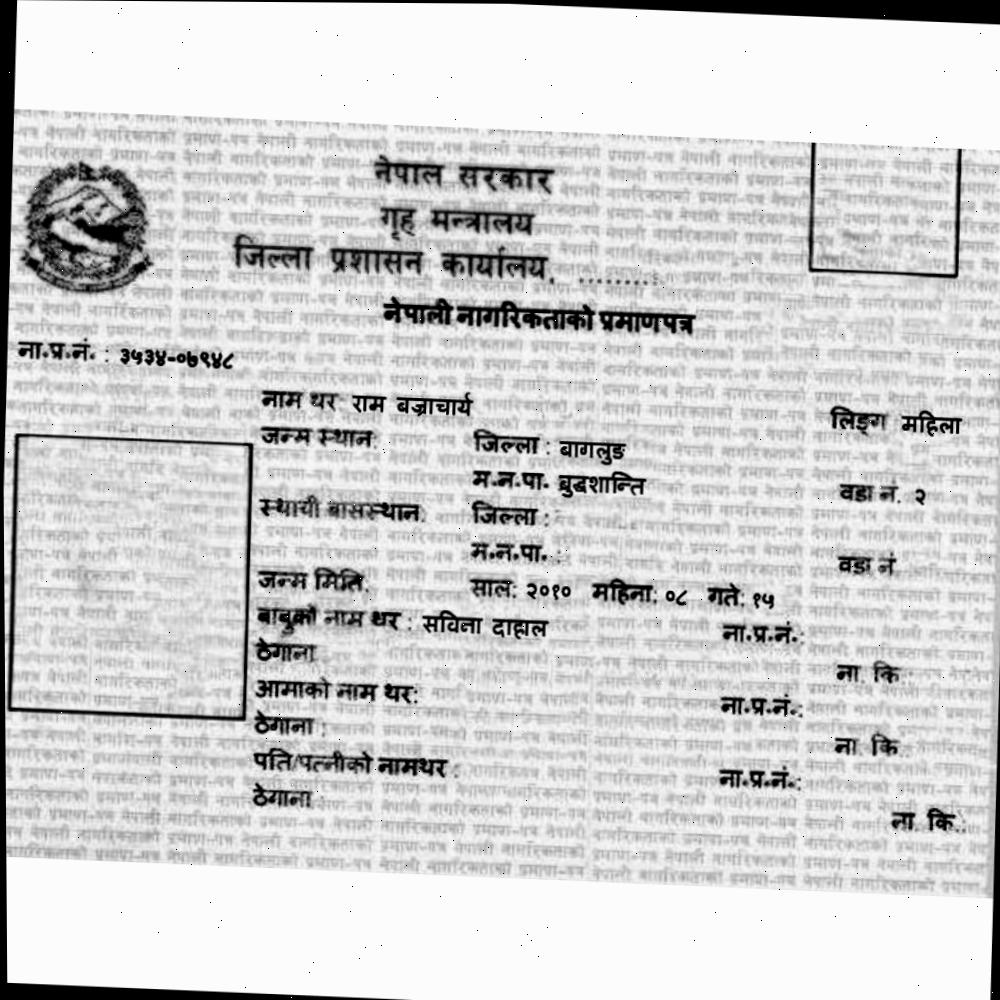 नेपाल सरकार
गृह मन्त्रालय
जिल्ला प्रशासन कार्यालय, .........
नेपाली नागरिकताको प्रमाणपत्र
ना.प्र.नं. : ३५३४-०७९४८
नाम थर राम बज्राचार्य लिङ्ग महिला
जन्म स्थान: जिल्ला : बागलुङ
म.न.पा. बुद्धशान्ति वडा नं. २
स्थायी बासस्थान: जिल्ला :
म.न.पा. : वडा नं
जन्म मिति: साल: २०१० महिना: ०८ गते: १५
बाबुको नाम थर : सविना दाहाल ना.प्र.नं.:
ठेगाना ना. कि.:
आमाको नाम थर: ना.प्र.नं.:
ठेगाना : ना. कि.:
पति/पत्नीको नामथर : ना.प्र.नं.:
ठेगाना : ना. कि.: